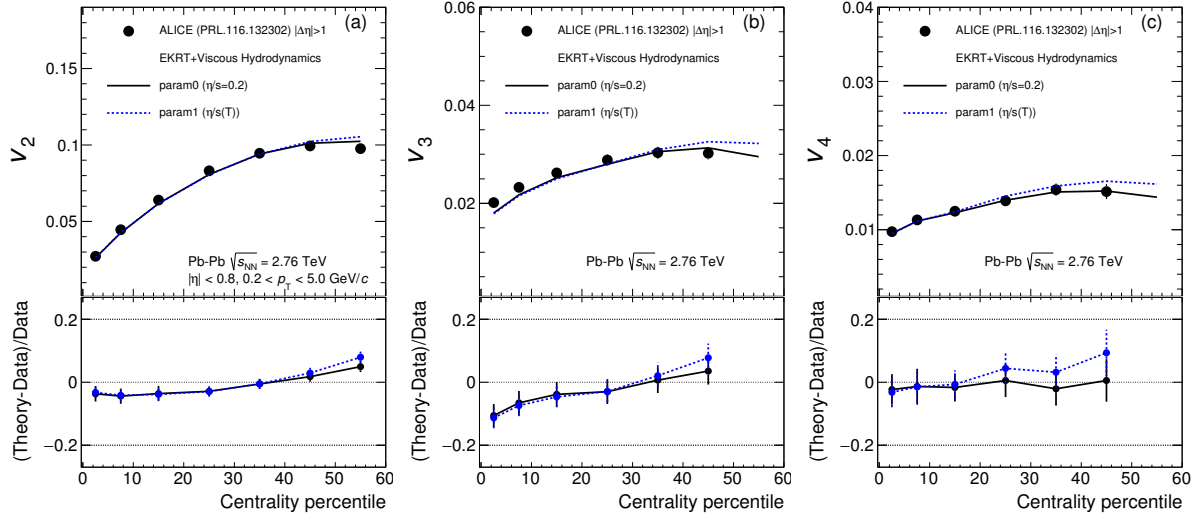 (a)
ALICE (PRL.116.132302) |Δη|>1
EKRT+Viscous Hydrodynamics
param0 (η/s=0.2)
param1 (η/s(T))
v2
0.15
0.1
0.05
Pb-Pb √sNN = 2.76 TeV
|η| < 0.8, 0.2 < pT < 5.0 GeV/c
(Theory-Data)/Data
0.2
0
−0.2
0 10 20 30 40 50 60
Centrality percentile
(b)
ALICE (PRL.116.132302) |Δη|>1
EKRT+Viscous Hydrodynamics
param0 (η/s=0.2)
param1 (η/s(T))
v3
0.06
0.04
0.02
Pb-Pb √sNN = 2.76 TeV
(Theory-Data)/Data
0.2
0
−0.2
0 10 20 30 40 50 60
Centrality percentile
(c)
ALICE (PRL.116.132302) |Δη|>1
EKRT+Viscous Hydrodynamics
param0 (η/s=0.2)
param1 (η/s(T))
v4
0.04
0.03
0.02
0.01
Pb-Pb √sNN = 2.76 TeV
(Theory-Data)/Data
0.2
0
−0.2
0 10 20 30 40 50 60
Centrality percentile